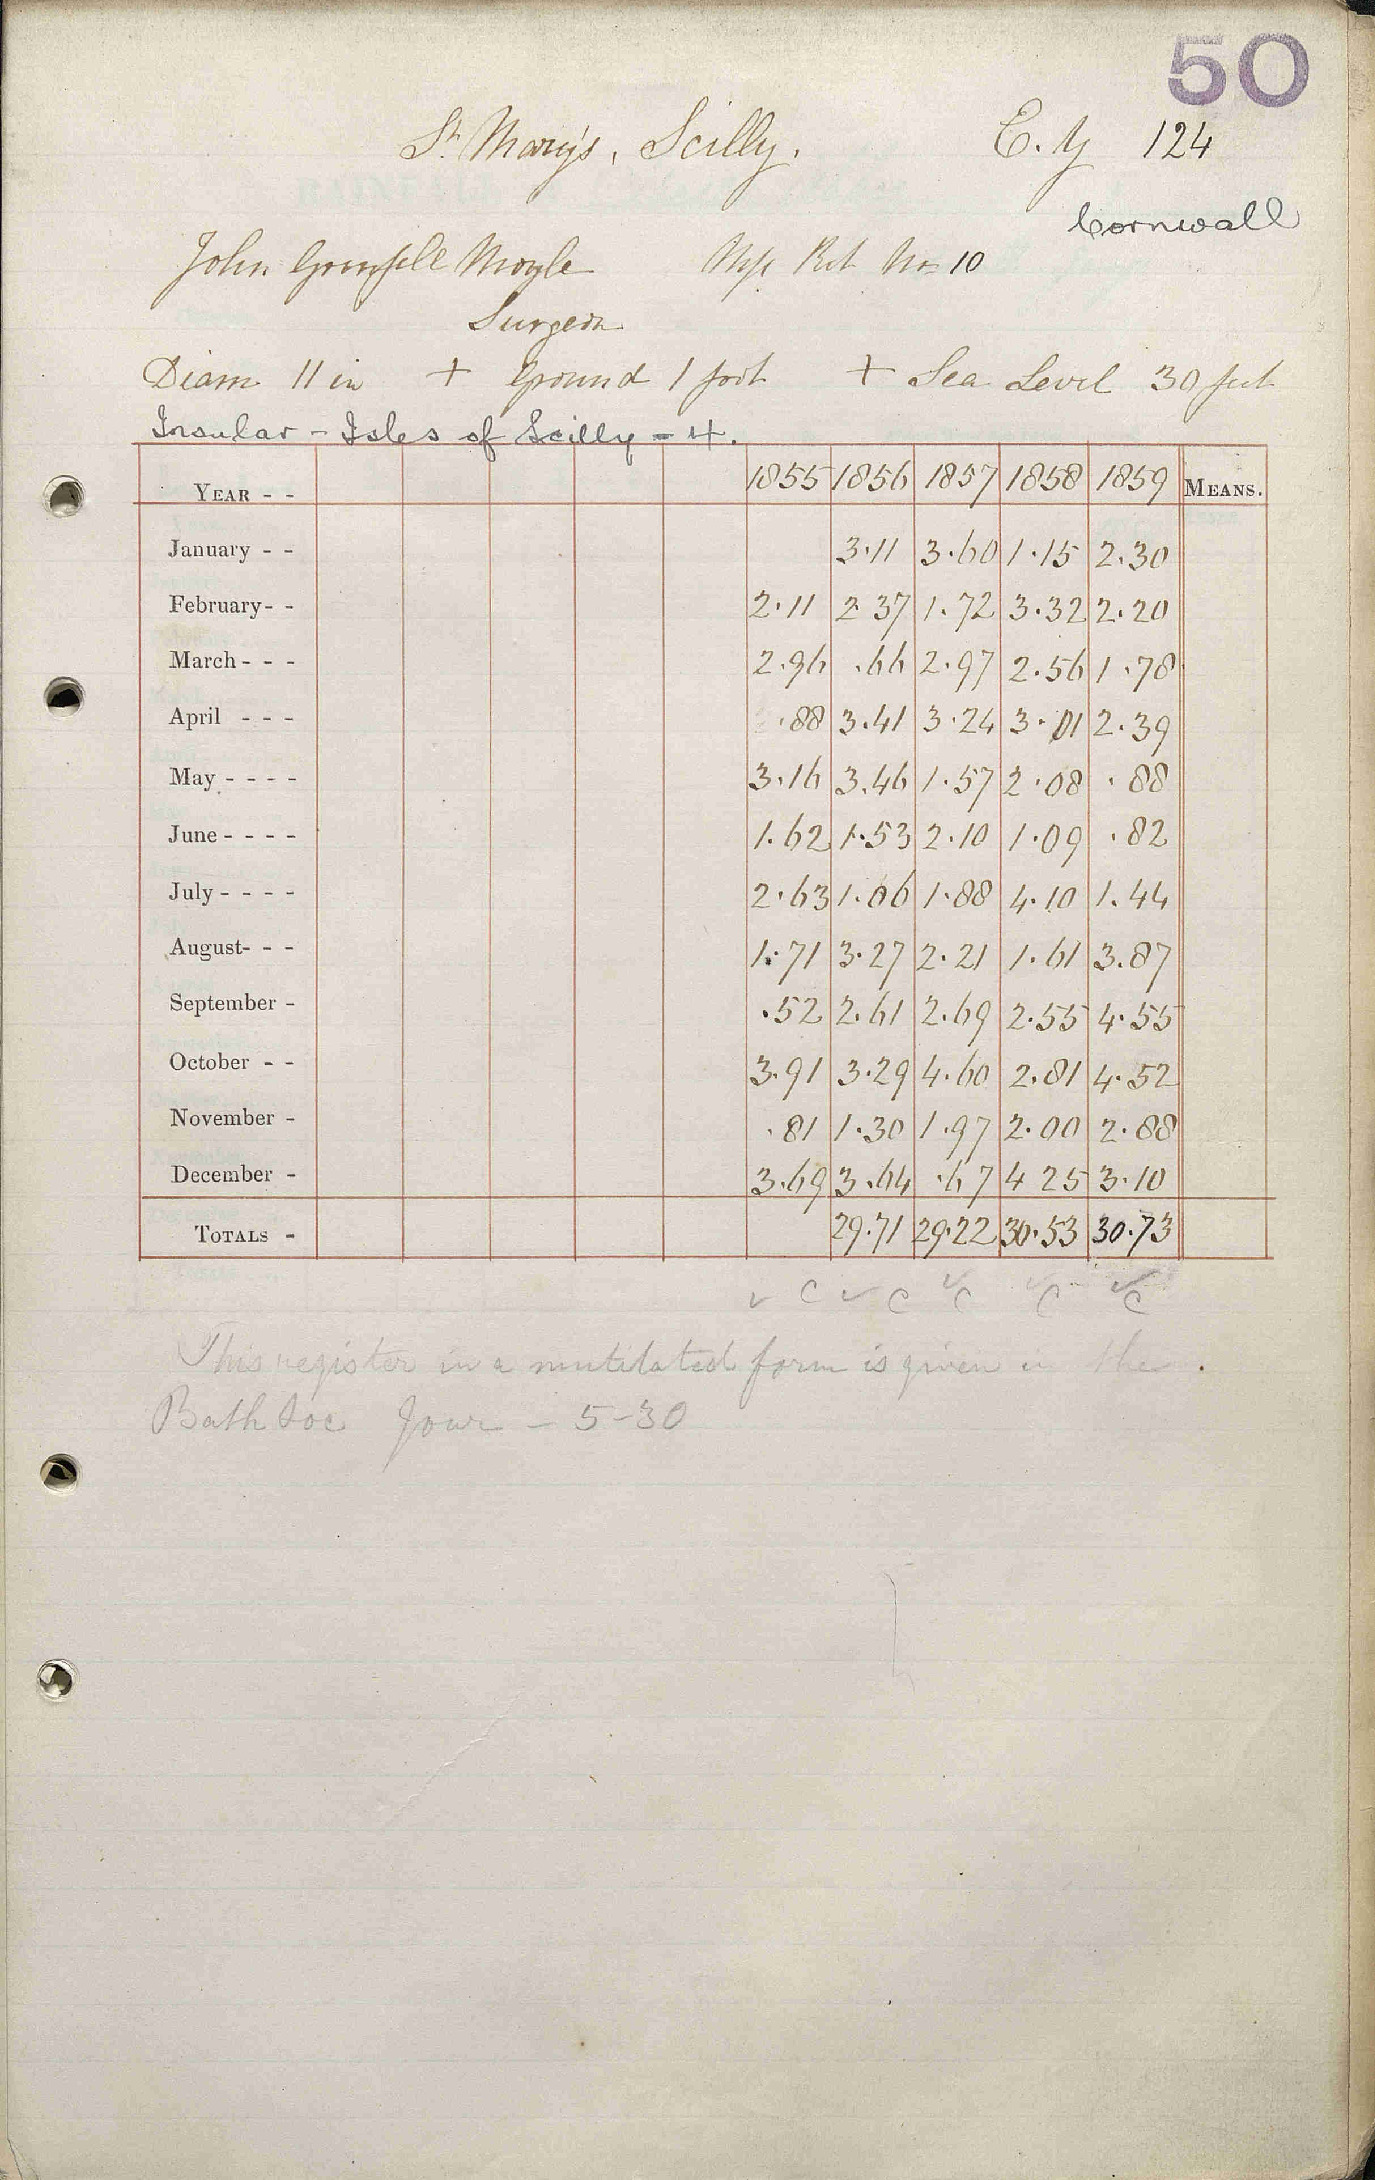 50
St Mary's, Scilly. C.Y 124
Cornwall
John Grenfell Moyle Mss Ret No 10
Surgeon
Diam 11 in + Ground 1 foot + Sea Level 30 feet
Insular - Isles of Scilly - 4.
YEAR - - 1855 1856 1857 1858 1859 MEANS.
January - - 3.11 3.60 1.15 2.30
February - - 2.11 2 37 1.72 3.32 2.20
March - - - 2.96 .66 2.97 2.56 1.78
April - - - .88 3.41 3.24 3.01 2.39
May - - - - 3.16 3.46 1.57 2.08 .88
June - - - - 1.62 1.53 2.10 1.09 .82
July - - - - 2.63 1.06 1.88 4.10 1.44
August - - - 1.71 3.27 2.21 1.61 3.87
September - .52 2.61 2.69 2.55 4.55
October - - 3.91 3.29 4.60 2.81 4.52
November - .81 1.30 1.97 2.00 2.88
December - 3.69 3.64 .67 4 25 3.10
TOTALS - 29.71 29.22 30.53 30.73
✓ C ✓ C ✓ C ✓ C ✓ C
This register in a mutilated form is given in the
Bath Soc Jour - 5-30